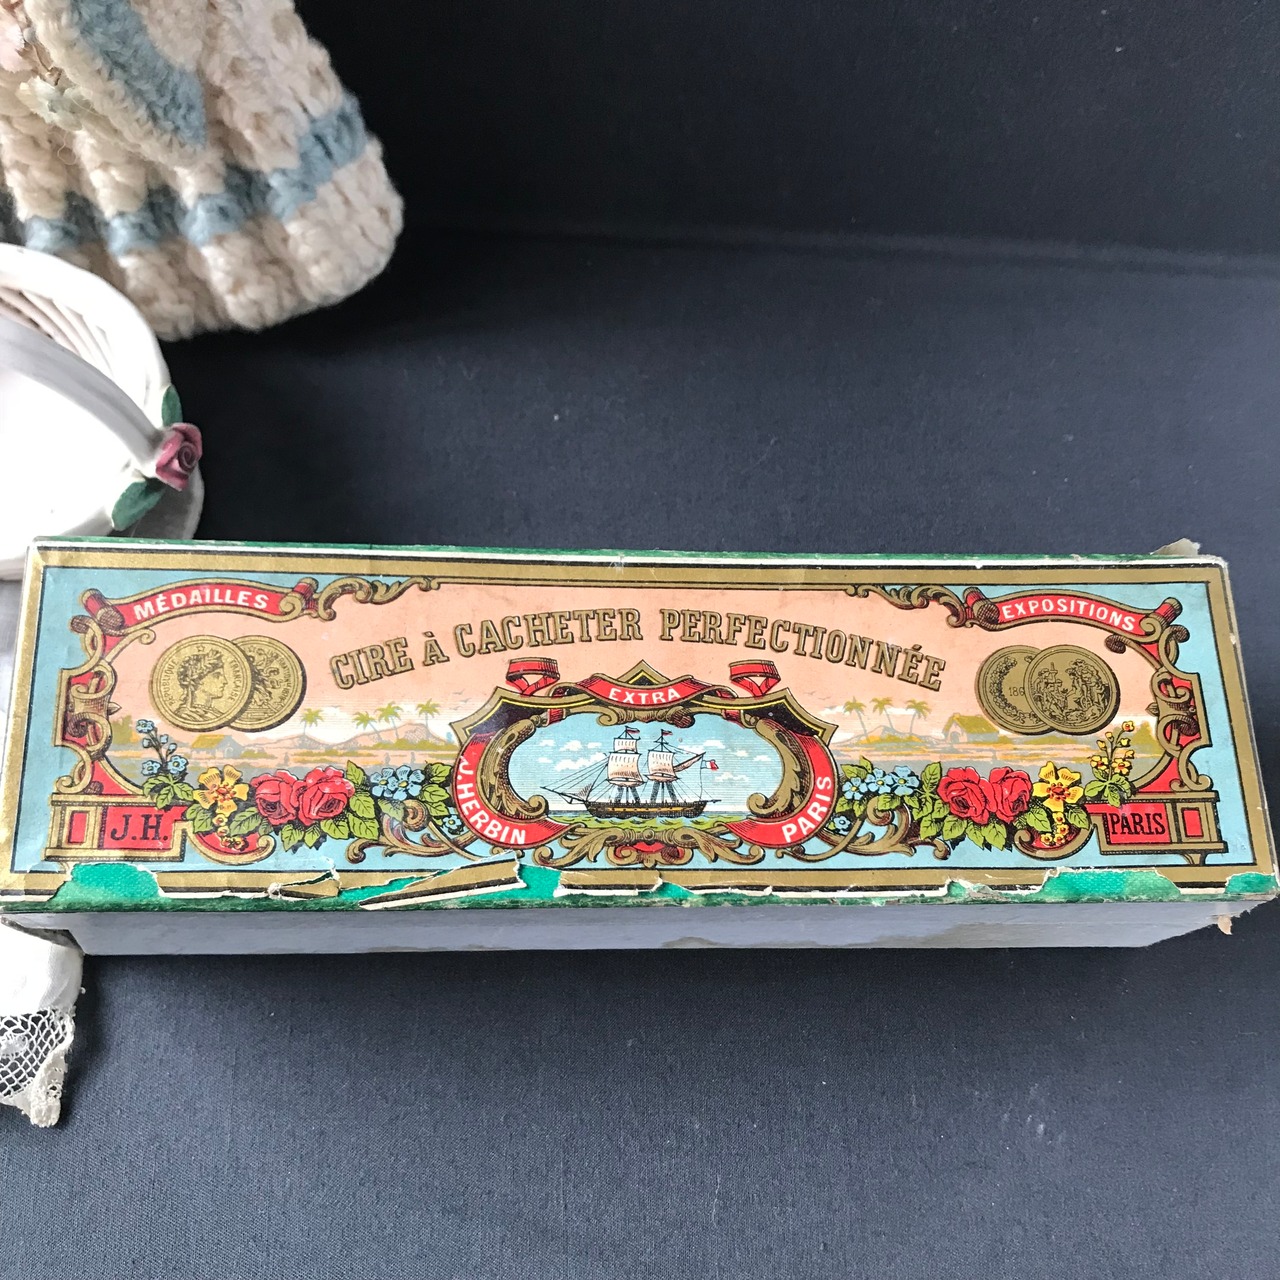 MÉDAILLES
EXPOSITIONS
CIRE À CACHETER PERFECTIONNÉE
EXTRA
J.HERBIN
PARIS
J.H.
PARIS